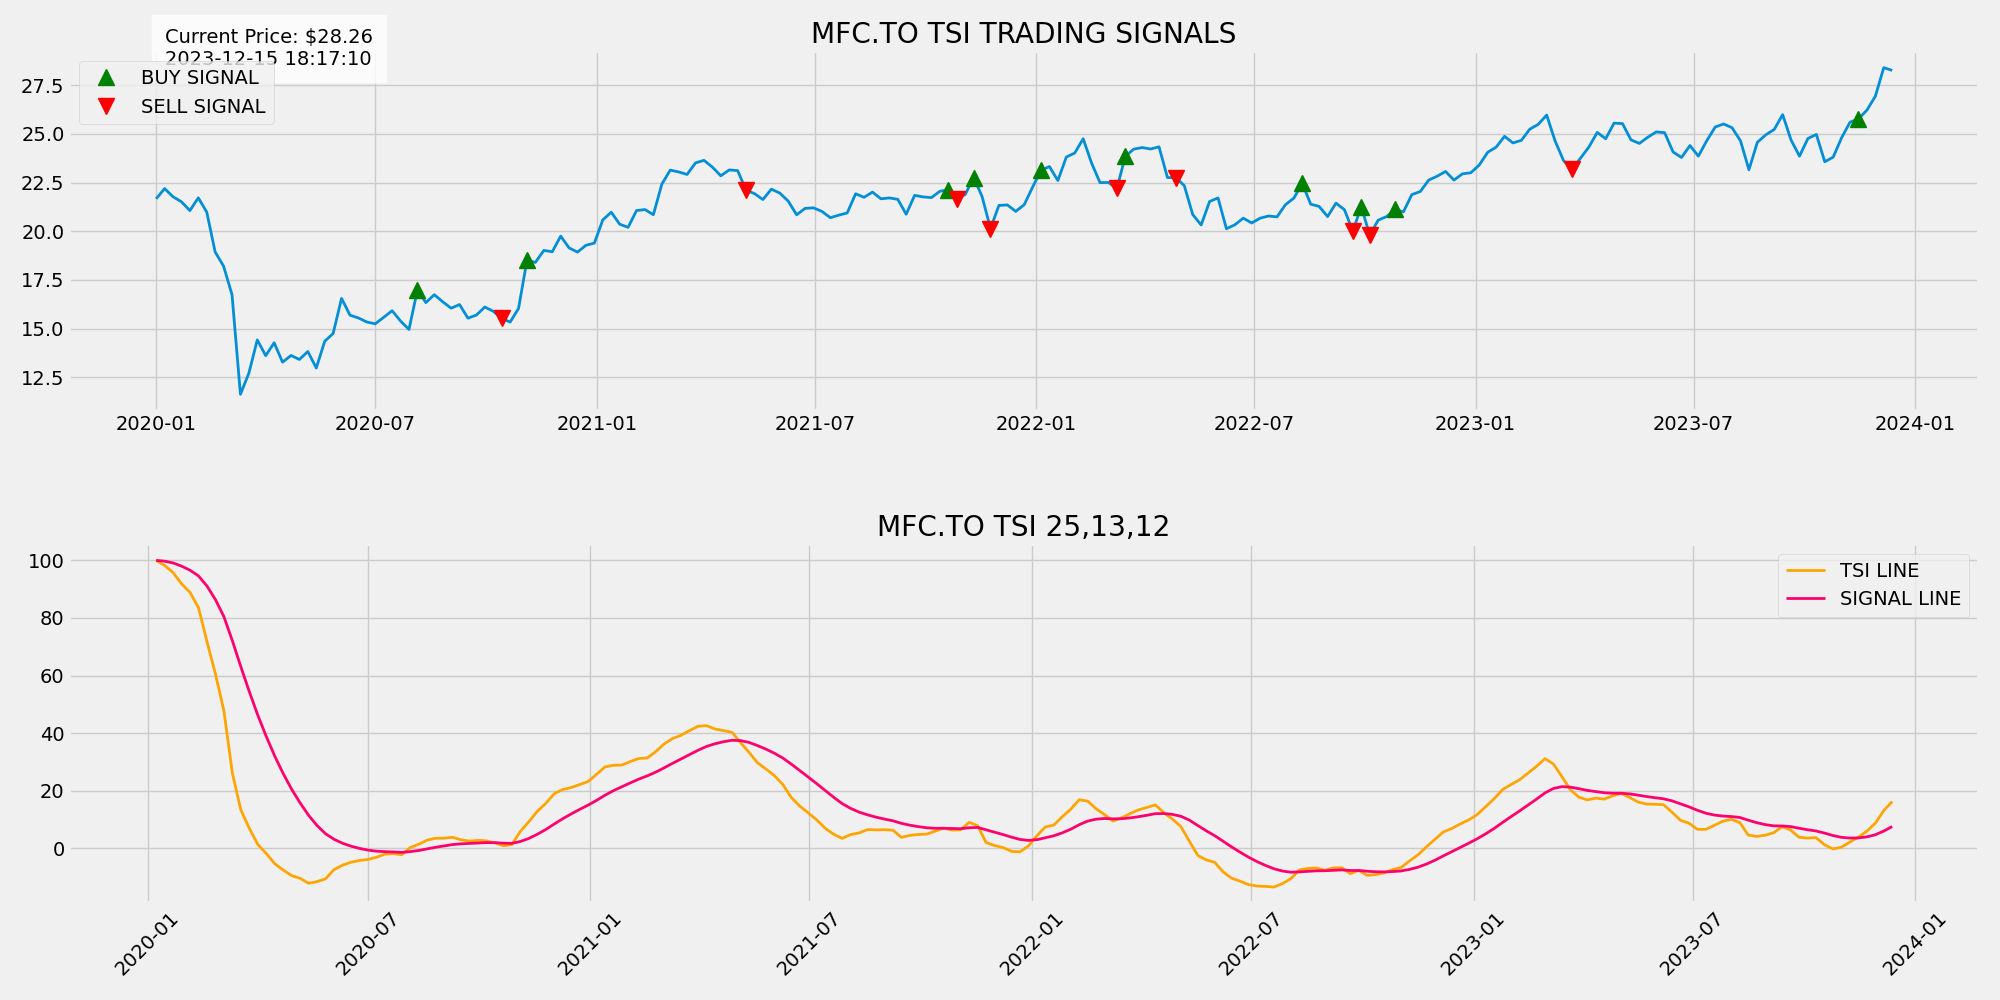 MFC.TO TSI TRADING SIGNALS
Current Price: $28.26
2023-12-15 18:17:10
BUY SIGNAL
SELL SIGNAL
27.5
25.0
22.5
20.0
17.5
15.0
12.5
2020-01 2020-07 2021-01 2021-07 2022-01 2022-07 2023-01 2023-07 2024-01
MFC.TO TSI 25,13,12
TSI LINE
SIGNAL LINE
100
80
60
40
20
0
2020-01 2020-07 2021-01 2021-07 2022-01 2022-07 2023-01 2023-07 2024-01